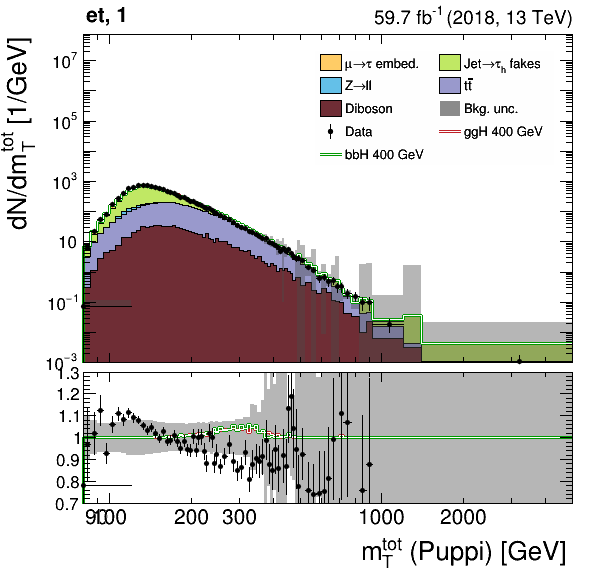 et, 1 59.7 fb⁻¹ (2018, 13 TeV)
dN/dm_T^tot [1/GeV]
μ→τ embed. Jet→τ_h fakes
Z→ll tt̄
Diboson Bkg. unc.
Data ggH 400 GeV
bbH 400 GeV
10⁷
10⁵
10³
10
10⁻¹
10⁻³
1.3
1.2
1.1
1
0.9
0.8
0.7
90 100 200 300 1000 2000
m_T^tot (Puppi) [GeV]